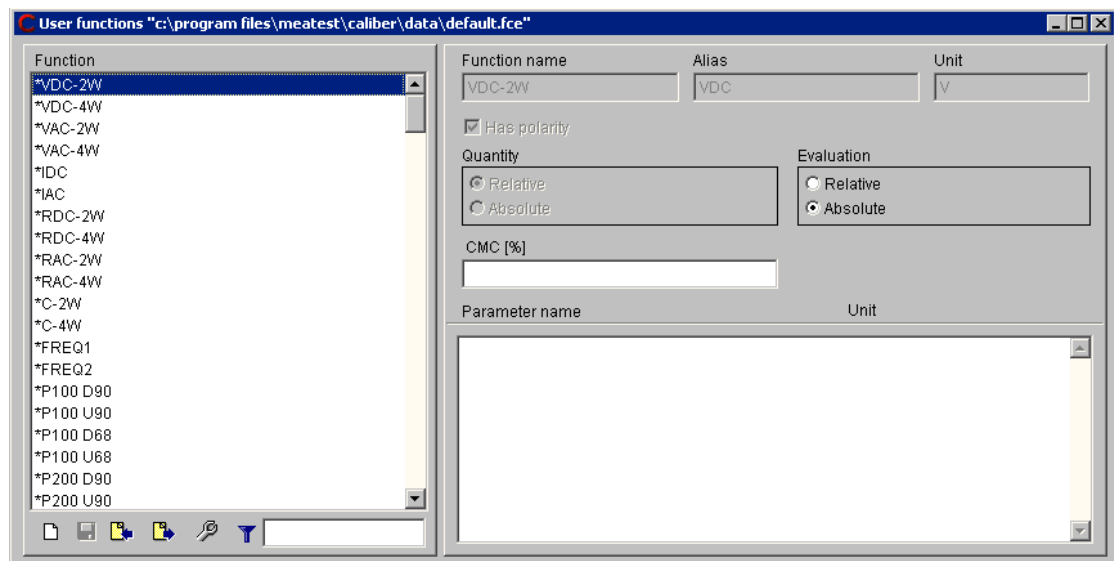 User functions "c:\program files\meatest\caliber\data\default.fce"
Function
*VDC-2W
*VDC-4W
*VAC-2W
*VAC-4W
*IDC
*IAC
*RDC-2W
*RDC-4W
*RAC-2W
*RAC-4W
*C-2W
*C-4W
*FREQ1
*FREQ2
*P100 D90
*P100 U90
*P100 D68
*P100 U68
*P200 D90
*P200 U90
Function name Alias Unit
VDC-2W VDC V
Has polarity
Quantity Evaluation
Relative Relative
Absolute Absolute
CMC [%]
Parameter name Unit